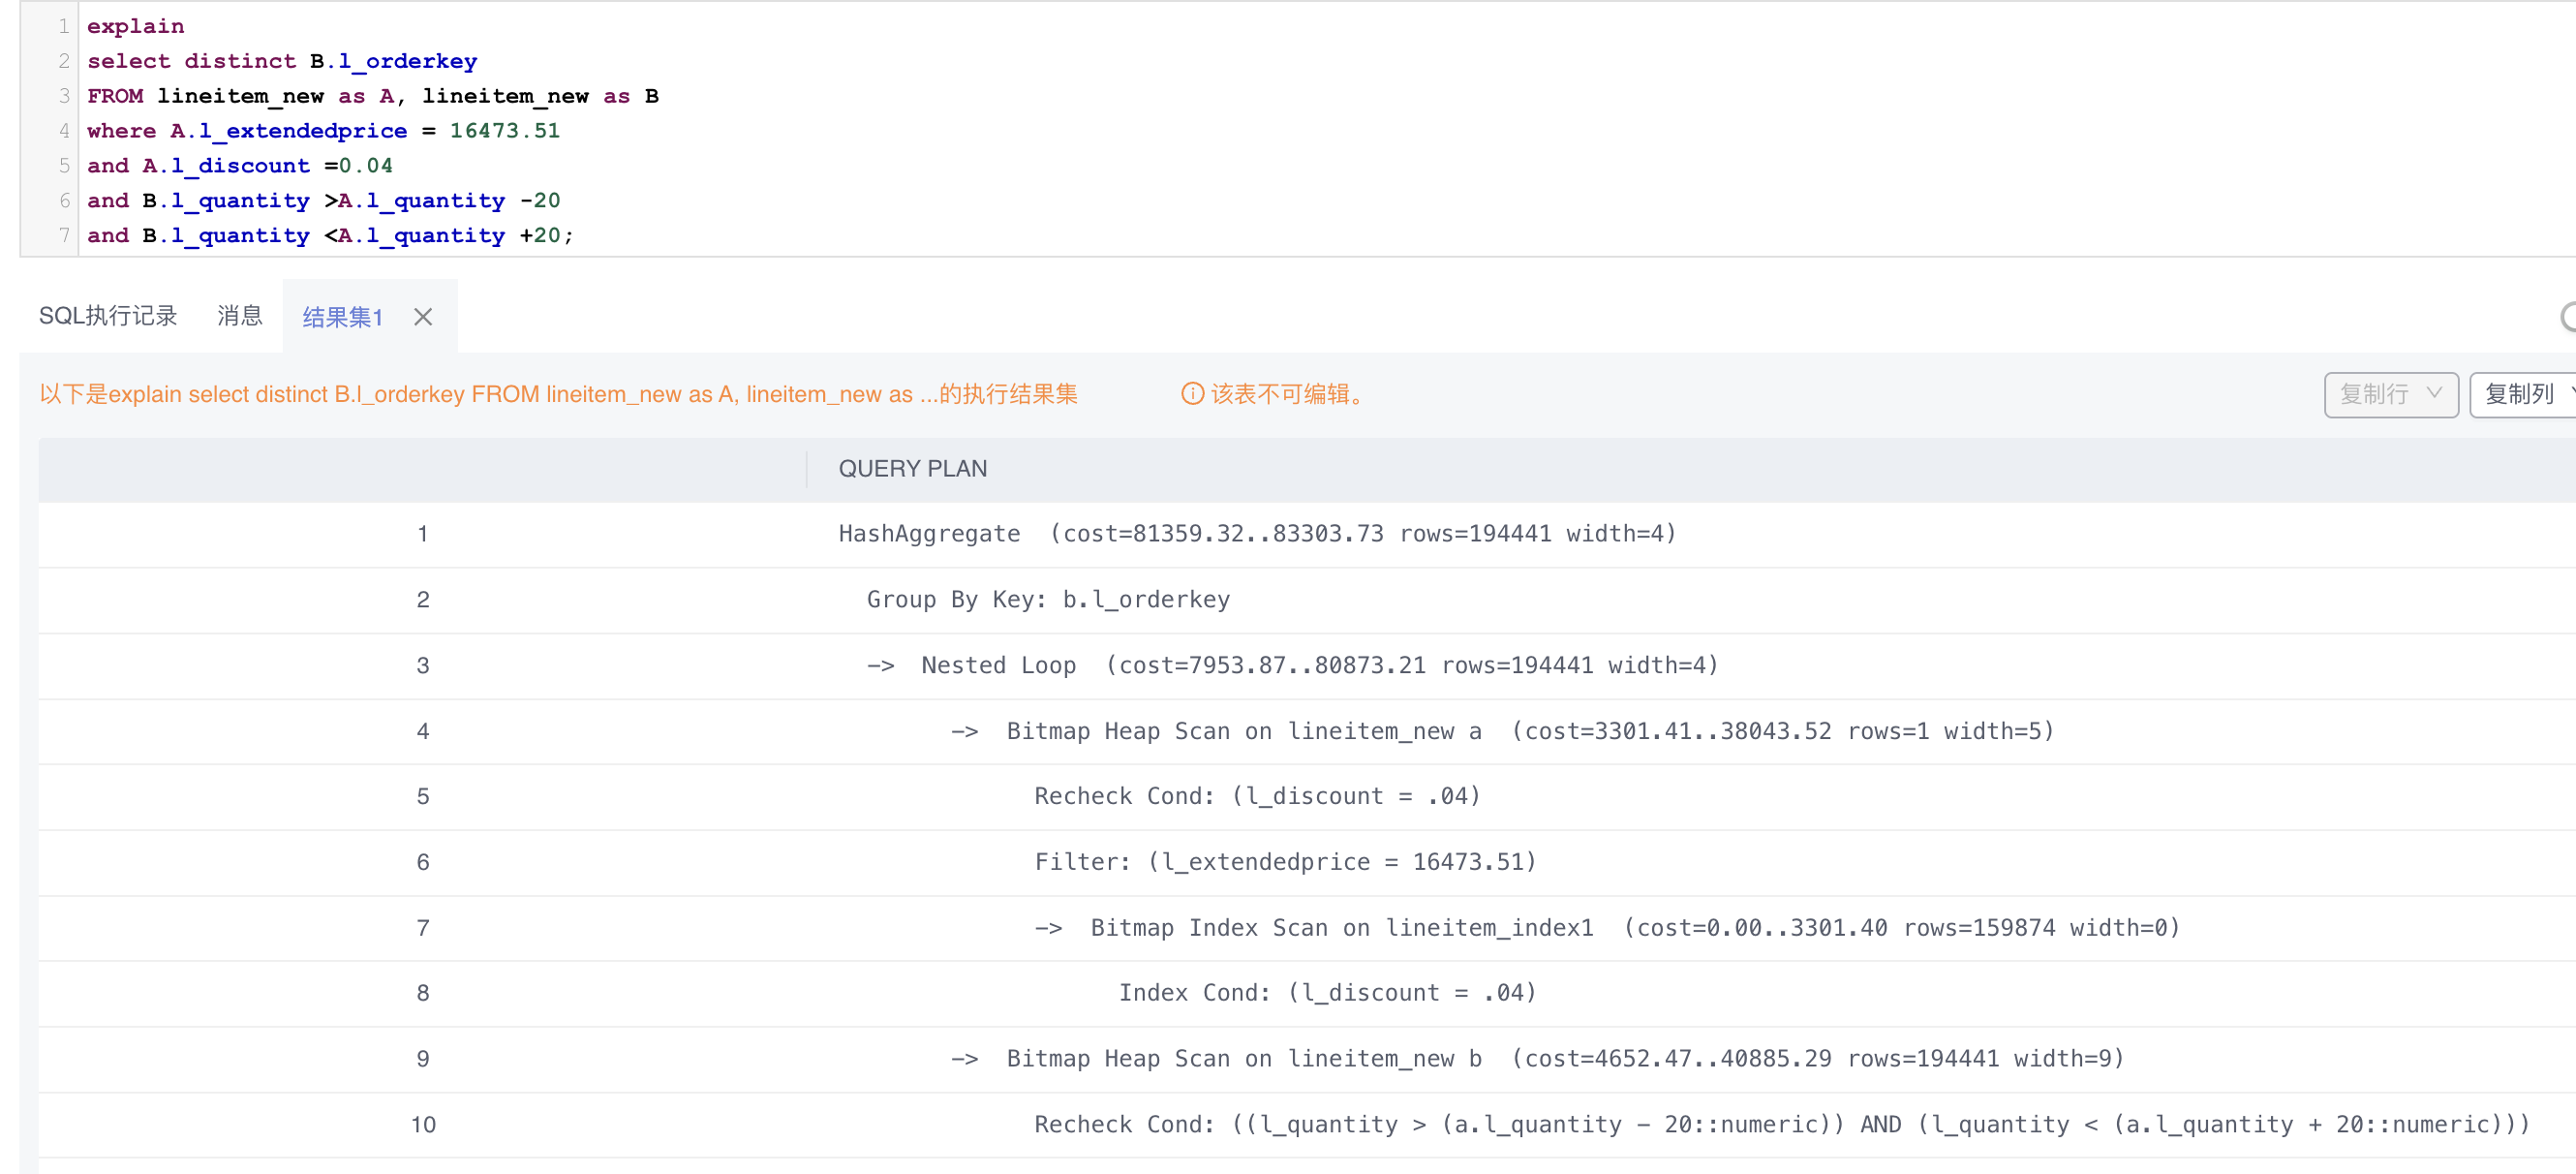 1 explain
2 select distinct B.l_orderkey
3 FROM lineitem_new as A, lineitem_new as B
4 where A.l_extendedprice = 16473.51
5 and A.l_discount =0.04
6 and B.l_quantity >A.l_quantity -20
7 and B.l_quantity <A.l_quantity +20;
SQL执行记录 消息 结果集1
以下是explain select distinct B.l_orderkey FROM lineitem_new as A, lineitem_new as ...的执行结果集 该表不可编辑。 复制行 复制列
QUERY PLAN
1 HashAggregate (cost=81359.32..83303.73 rows=194441 width=4)
2 Group By Key: b.l_orderkey
3 -> Nested Loop (cost=7953.87..80873.21 rows=194441 width=4)
4 -> Bitmap Heap Scan on lineitem_new a (cost=3301.41..38043.52 rows=1 width=5)
5 Recheck Cond: (l_discount = .04)
6 Filter: (l_extendedprice = 16473.51)
7 -> Bitmap Index Scan on lineitem_index1 (cost=0.00..3301.40 rows=159874 width=0)
8 Index Cond: (l_discount = .04)
9 -> Bitmap Heap Scan on lineitem_new b (cost=4652.47..40885.29 rows=194441 width=9)
10 Recheck Cond: ((l_quantity > (a.l_quantity - 20::numeric)) AND (l_quantity < (a.l_quantity + 20::numeric)))